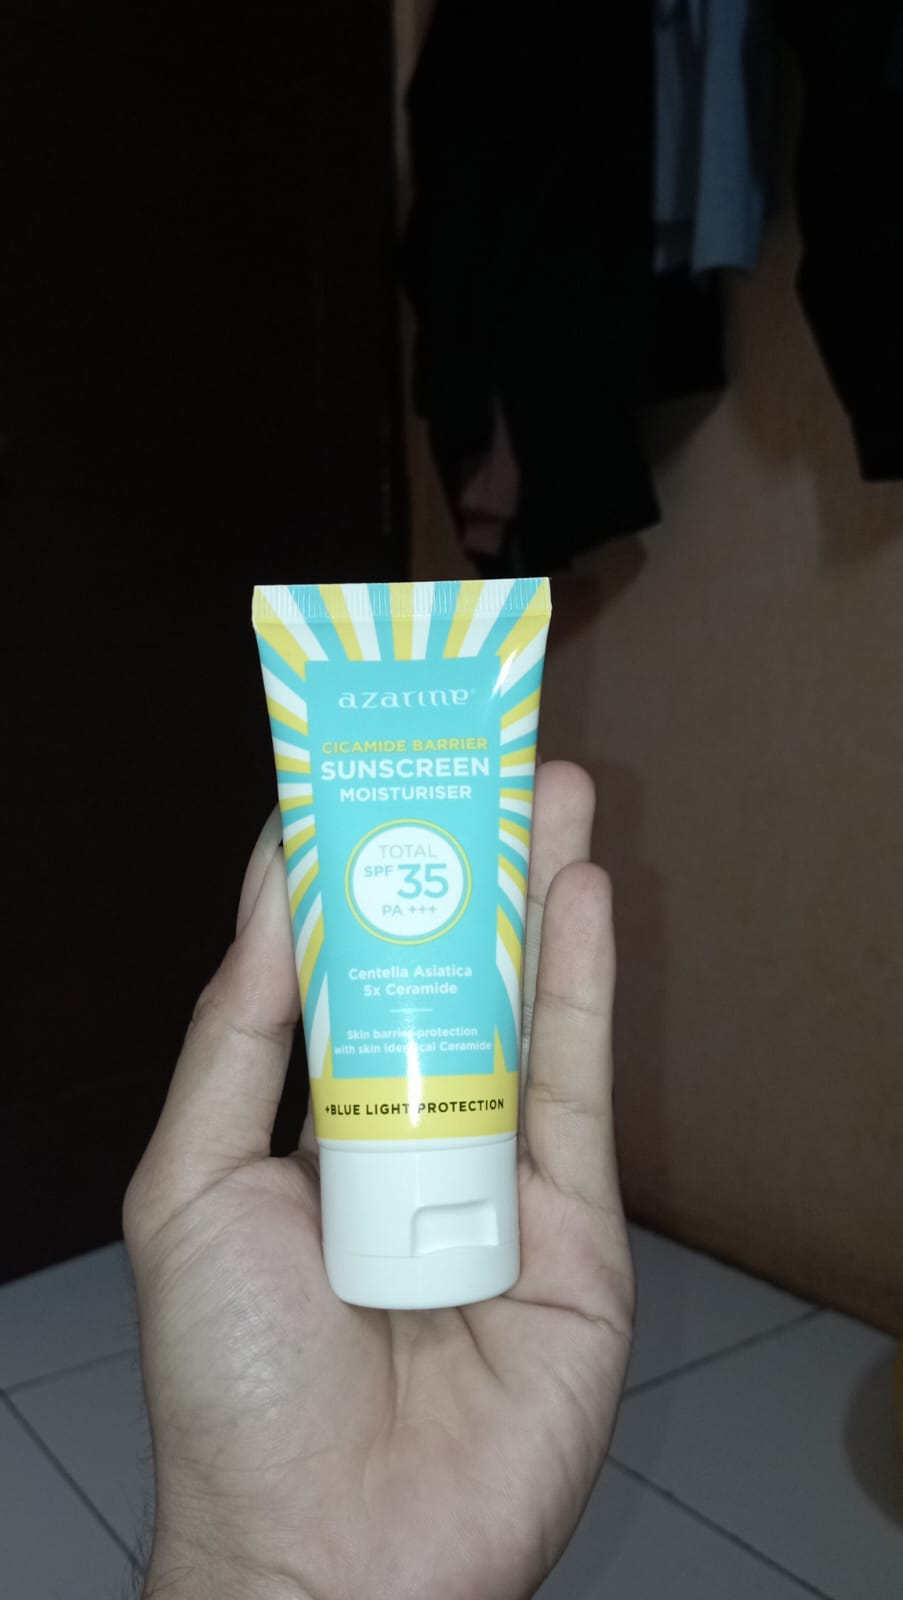 azarine®
CICAMIDE BARRIER
SUNSCREEN
MOISTURISER
TOTAL
SPF 35
PA +++
Centella Asiatica
5x Ceramide
Skin barrier protection
with skin identical Ceramide
+BLUE LIGHT PROTECTION